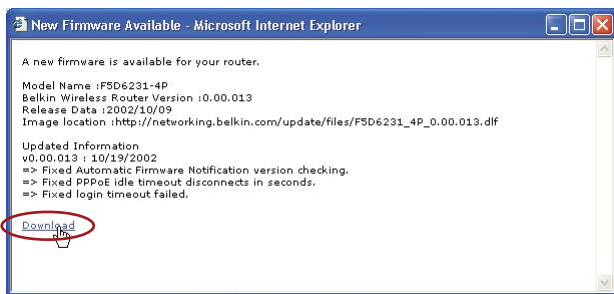 New Firmware Available - Microsoft Internet Explorer
A new firmware is available for your router.
Model Name :F5D6231-4P
Belkin Wireless Router Version :0.00.013
Release Data :2002/10/09
Image location :http://networking.belkin.com/update/files/F5D6231_4P_0.00.013.dlf
Updated Information
v0.00.013 : 10/19/2002
=> Fixed Automatic Firmware Notification version checking.
=> Fixed PPPoE idle timeout disconnects in seconds.
=> Fixed login timeout failed.
Download